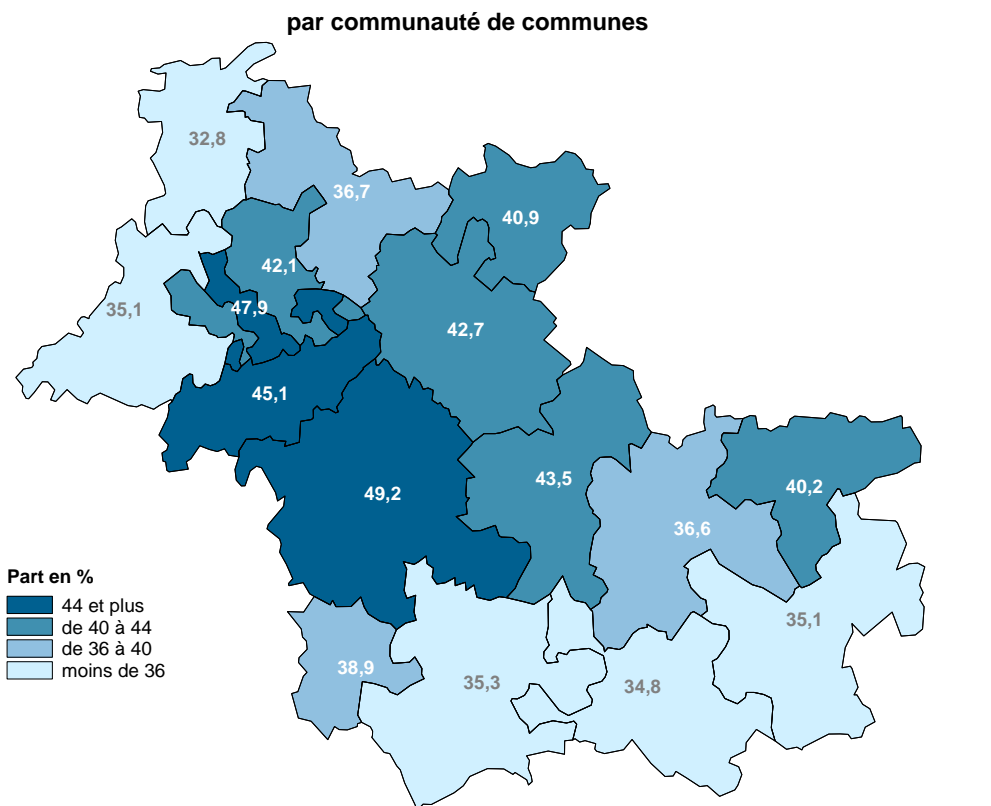 par communauté de communes
32,8
36,7
40,9
42,1
47,9
35,1
42,7
45,1
49,2
43,5
40,2
36,6
35,1
38,9
35,3
34,8
Part en %
44 et plus
de 40 à 44
de 36 à 40
moins de 36